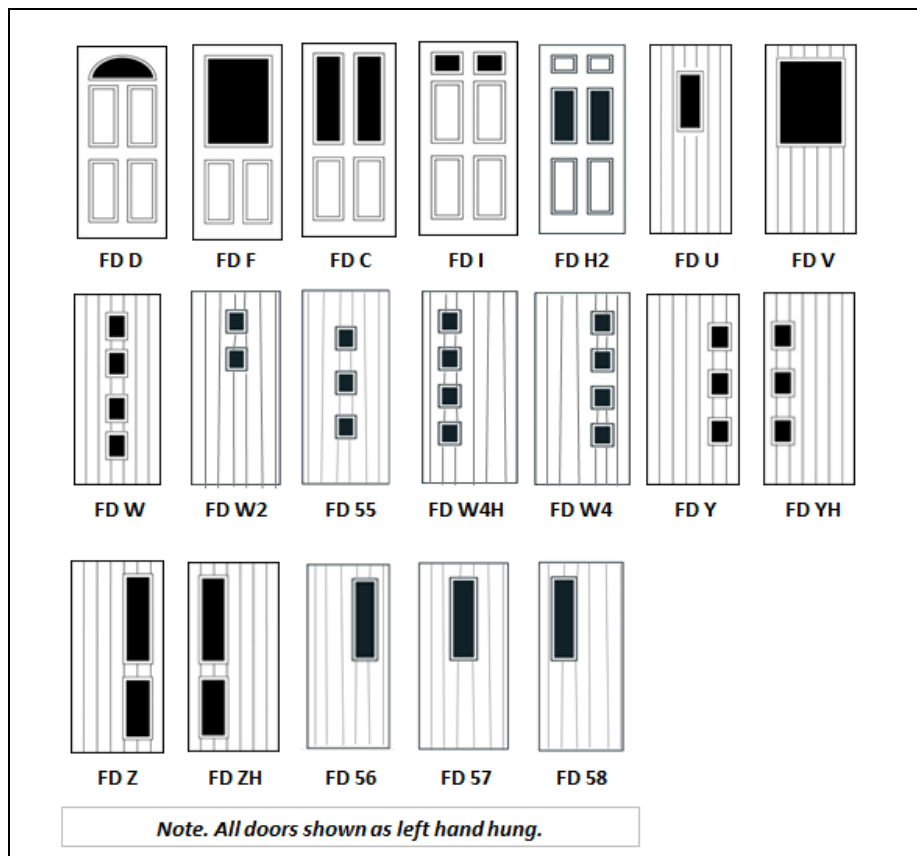 FD D FD F FD C FD I FD H2 FD U FD V
FD W FD W2 FD 55 FD W4H FD W4 FD Y FD YH
FD Z FD ZH FD 56 FD 57 FD 58
Note. All doors shown as left hand hung.